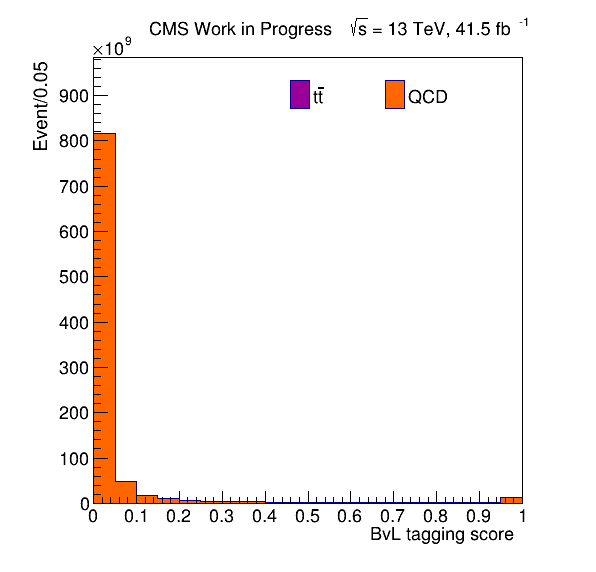 CMS Work in Progress √s = 13 TeV, 41.5 fb⁻¹
×10⁹
Event/0.05
tt̄ QCD
900
800
700
600
500
400
300
200
100
0
0 0.1 0.2 0.3 0.4 0.5 0.6 0.7 0.8 0.9 1
BvL tagging score